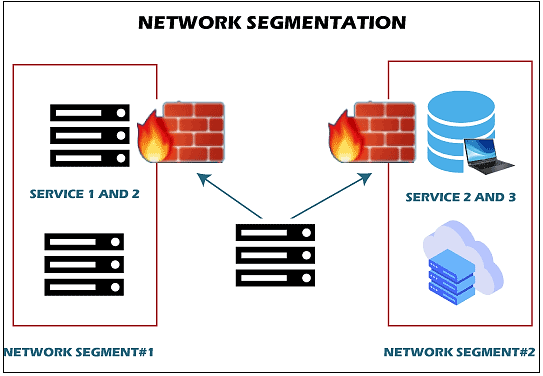 NETWORK SEGMENTATION
SERVICE 1 AND 2
SERVICE 2 AND 3
NETWORK SEGMENT#1
NETWORK SEGMENT#2